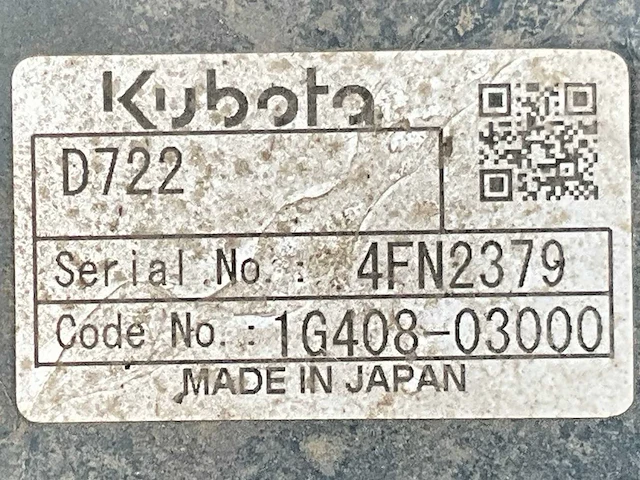 Kubota
D722
Serial No.: 4FN2379
Code No.: 1G408-03000
MADE IN JAPAN